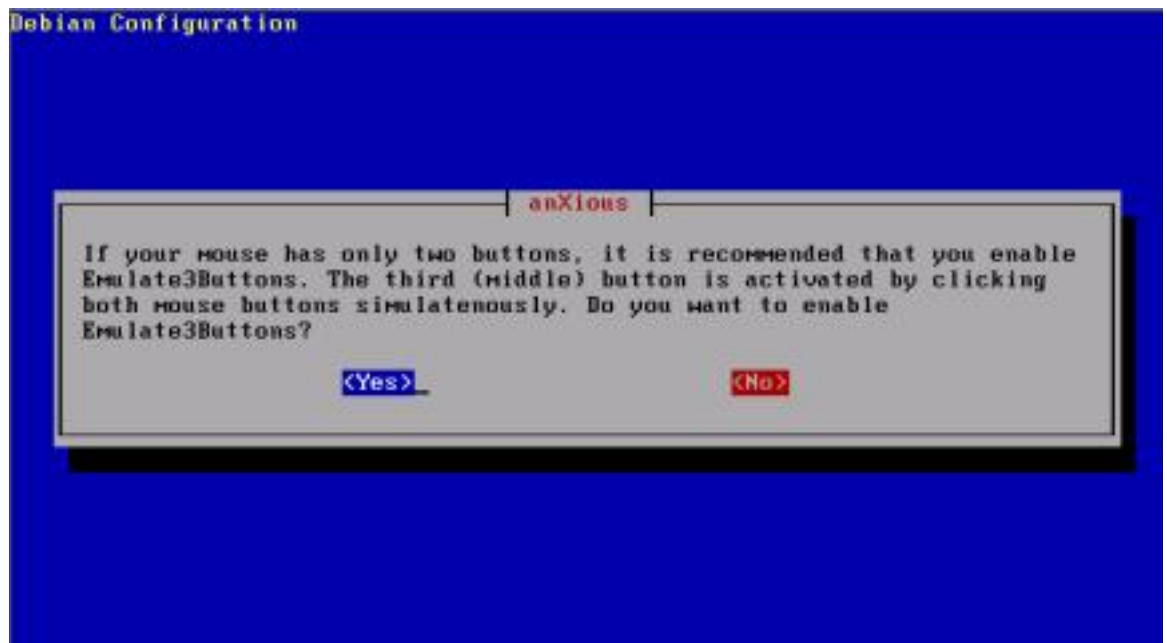 Debian Configuration
anXious
If your mouse has only two buttons, it is recommended that you enable
Emulate3Buttons. The third (middle) button is activated by clicking
both mouse buttons simulatenously. Do you want to enable
Emulate3Buttons?
<Yes> <No>